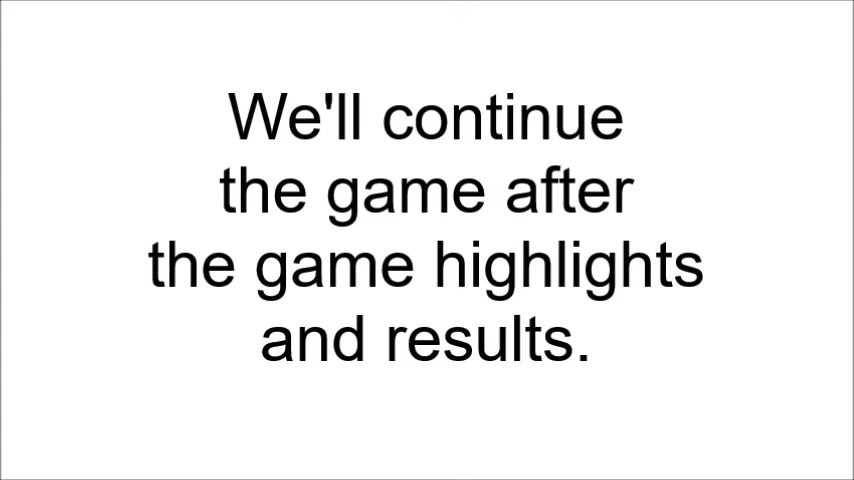 We'll continue
the game after
the game highlights
and results.